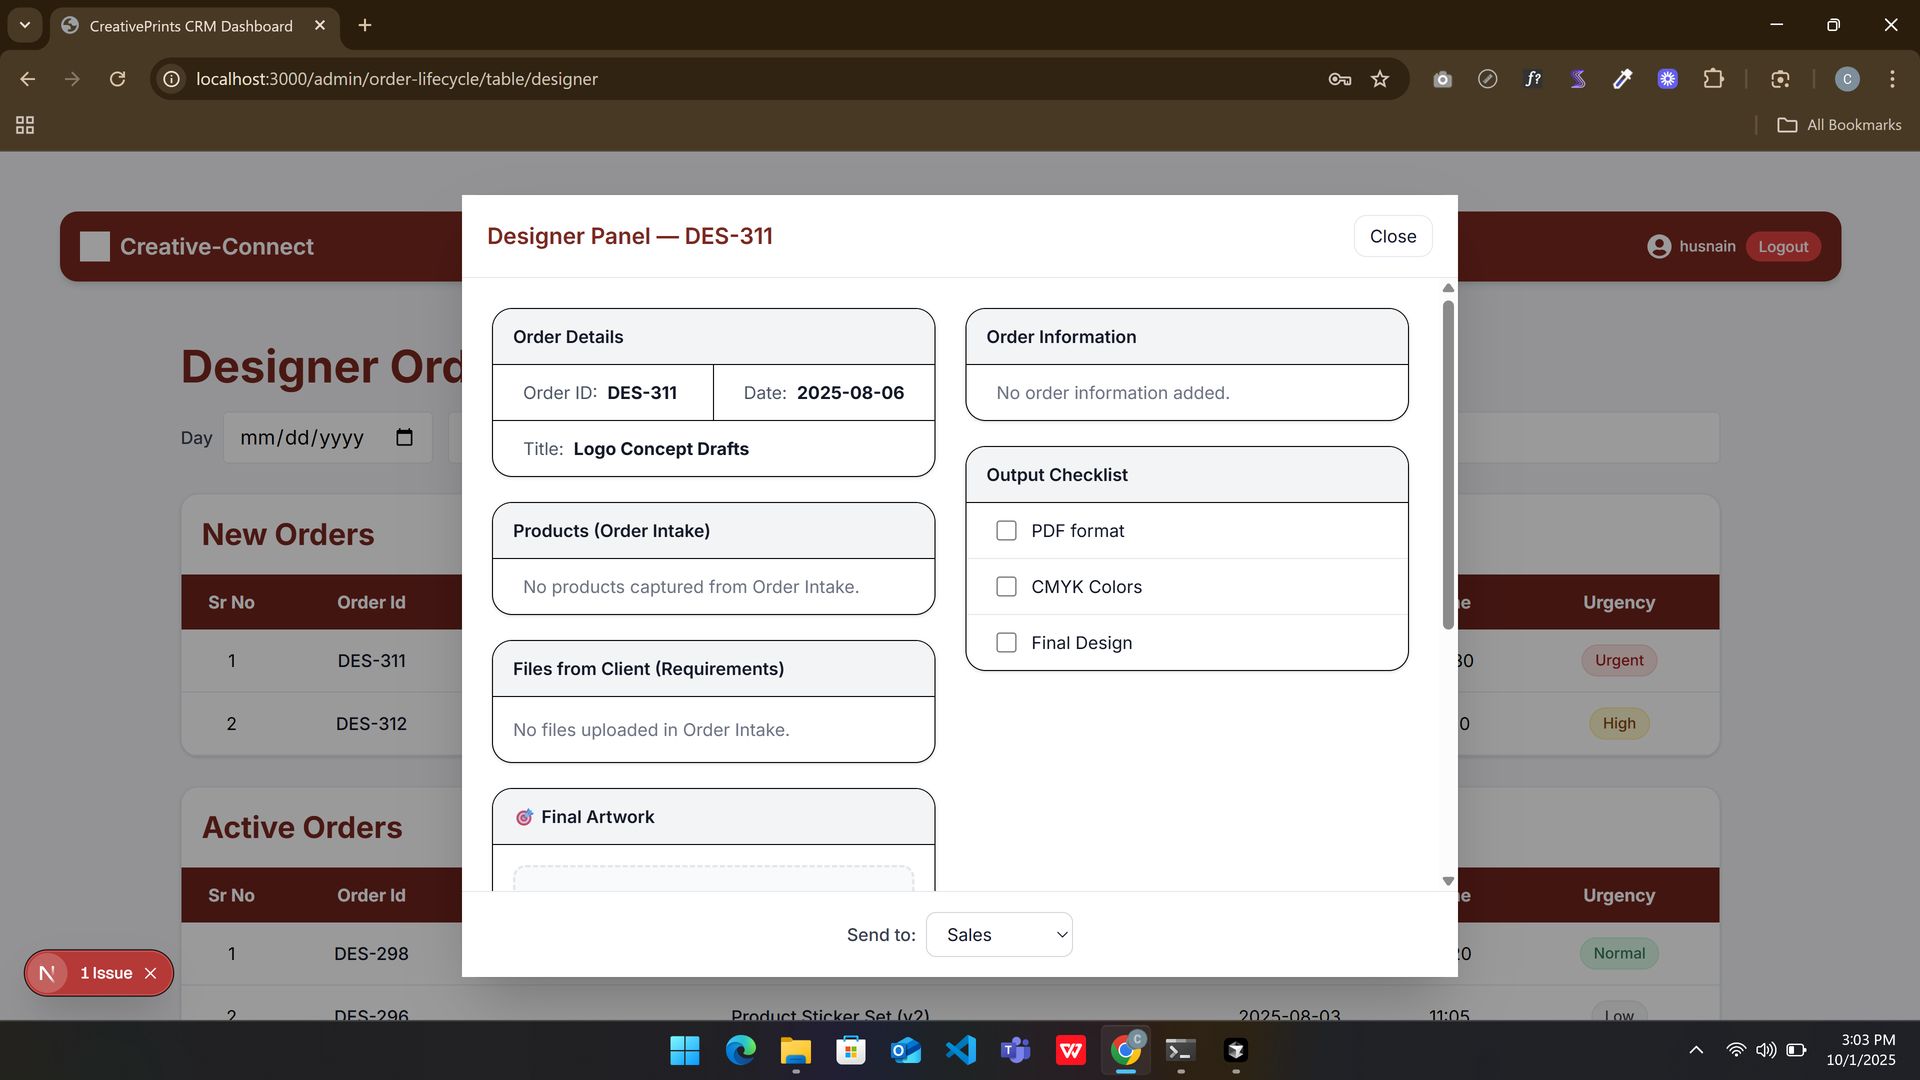 CreativePrints CRM Dashboard
localhost:3000/admin/order-lifecycle/table/designer
f?
C
All Bookmarks
Creative-Connect
husnain
Logout
Designer Panel — DES-311
Close
Designer Ord
Day
mm/dd/yyyy
Order Details
Order ID: DES-311
Date: 2025-08-06
Title: Logo Concept Drafts
Order Information
No order information added.
Output Checklist
PDF format
CMYK Colors
Final Design
Products (Order Intake)
No products captured from Order Intake.
Files from Client (Requirements)
No files uploaded in Order Intake.
Final Artwork
Send to: Sales
New Orders
Sr No Order Id e Urgency
1 DES-311 30 Urgent
2 DES-312 0 High
Active Orders
Sr No Order Id e Urgency
1 DES-298 20 Normal
2 DES-296 Product Sticker Set (v2) 2025-08-03 11:05 Low
N 1 Issue
C
3:03 PM
10/1/2025